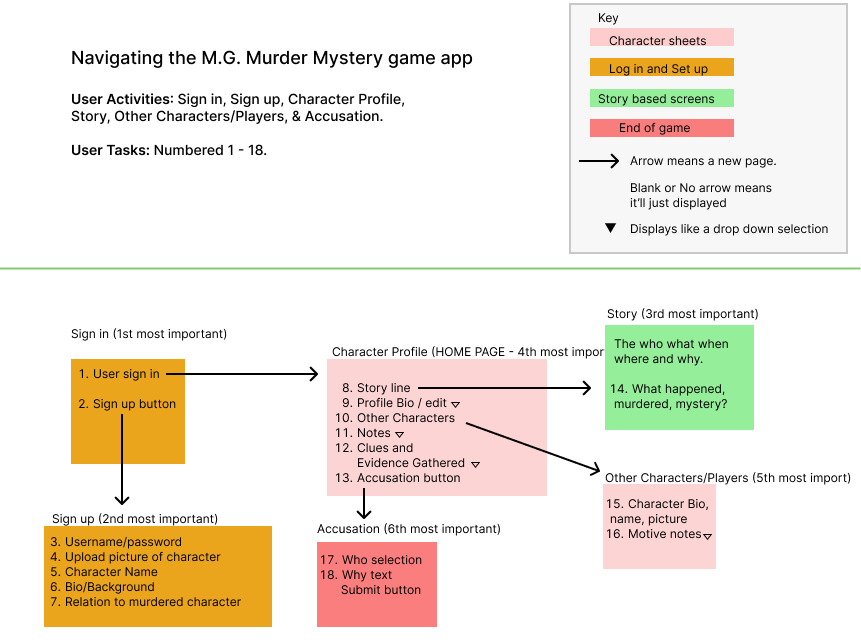 Navigating the M.G. Murder Mystery game app
User Activities: Sign in, Sign up, Character Profile,
Story, Other Characters/Players, & Accusation.
User Tasks: Numbered 1 - 18.
Key
Character sheets
Log in and Set up
Story based screens
End of game
Arrow means a new page.
Blank or No arrow means
it'll just displayed
Displays like a drop down selection
Sign in (1st most important)
1. User sign in
2. Sign up button
Sign up (2nd most important)
3. Username/password
4. Upload picture of character
5. Character Name
6. Bio/Background
7. Relation to murdered character
Character Profile (HOME PAGE - 4th most impor
8. Story line
9. Profile Bio / edit
10. Other Characters
11. Notes
12. Clues and
Evidence Gathered
13. Accusation button
Accusation (6th most important)
17. Who selection
18. Why text
Submit button
Story (3rd most important)
The who what when
where and why.
14. What happened,
murdered, mystery?
Other Characters/Players (5th most import)
15. Character Bio,
name, picture
16. Motive notes